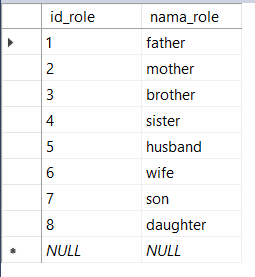 id_role nama_role
1 father
2 mother
3 brother
4 sister
5 husband
6 wife
7 son
8 daughter
NULL NULL